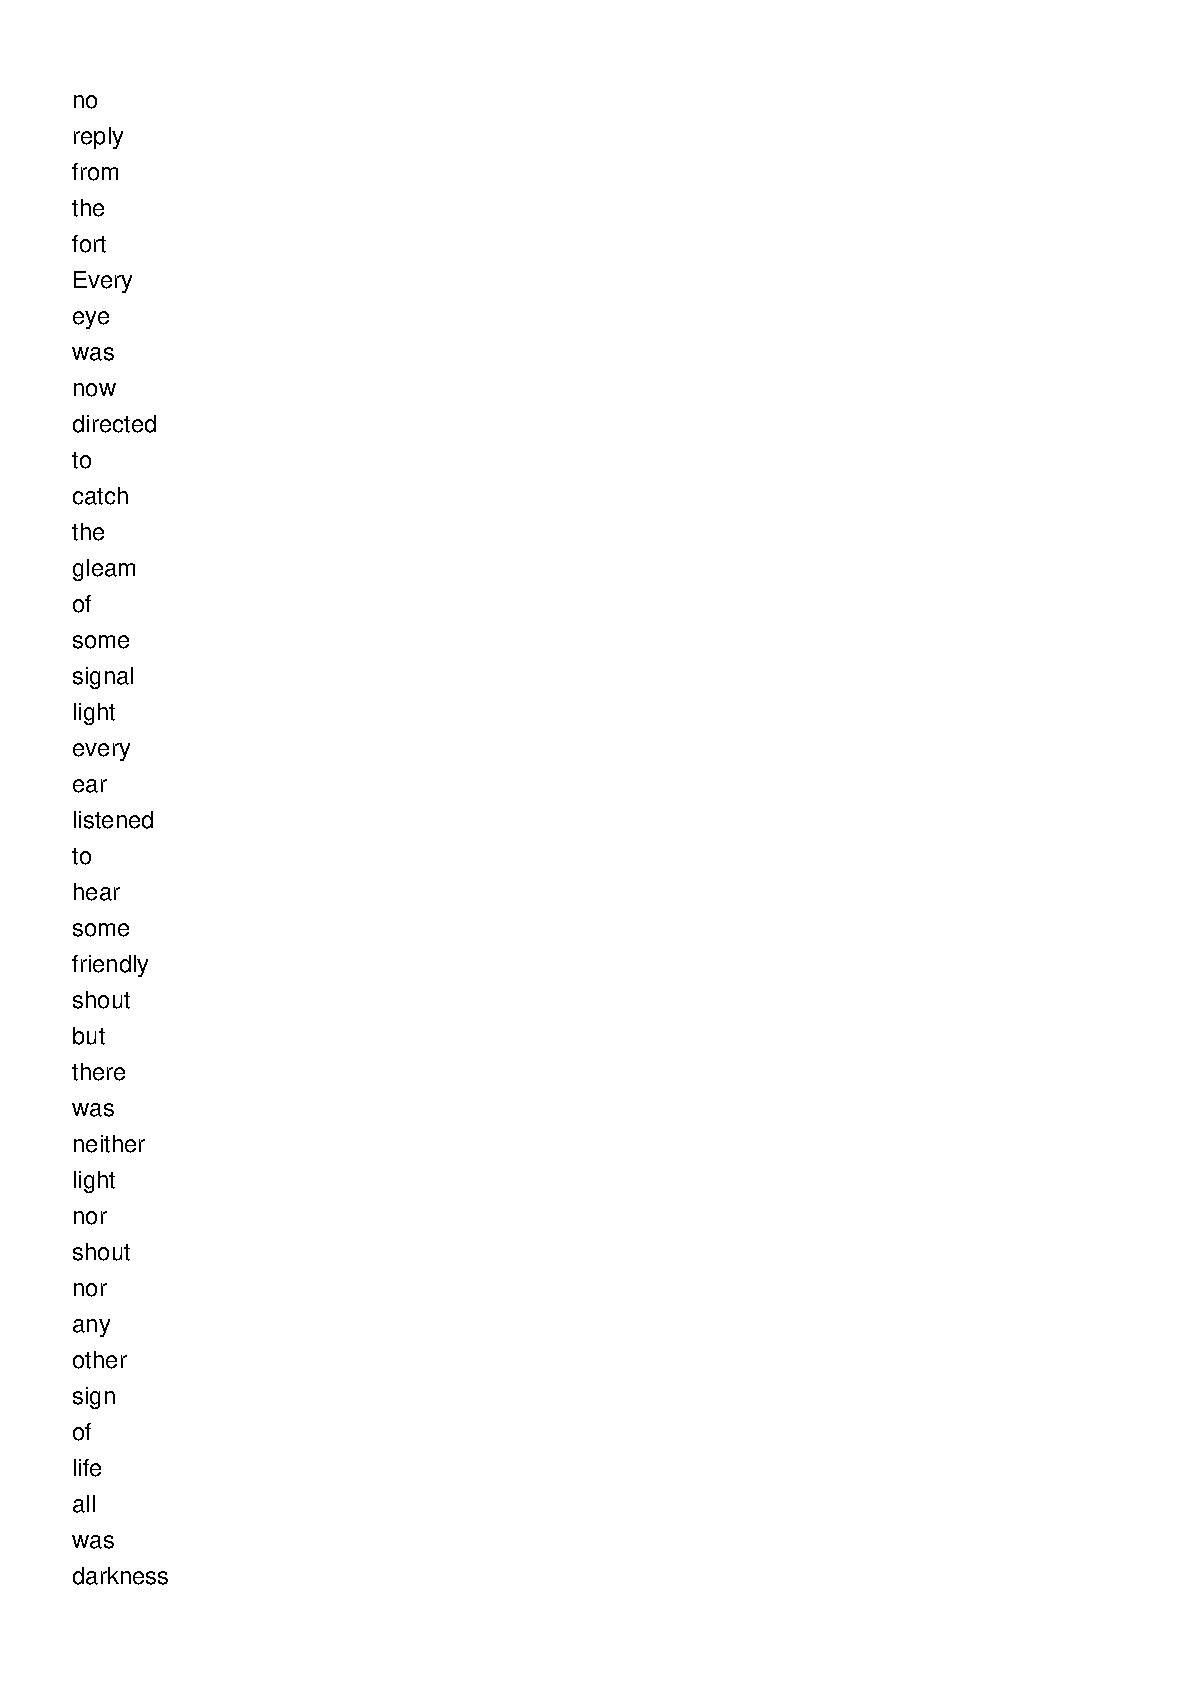 no
reply
from
the
fort
Every
eye
was
now
directed
to
catch
the
gleam
of
some
signal
light
every
ear
listened
to
hear
some
friendly
shout
but
there
was
neither
light
nor
shout
nor
any
other
sign
of
life
all
was
darkness